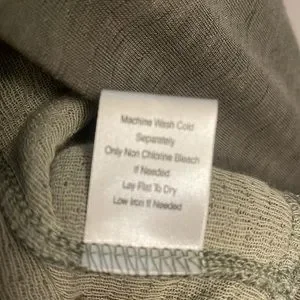 Machine Wash Cold
Separately
Only Non Chlorine Bleach
If Needed
Lay Flat To Dry
Low Iron If Needed